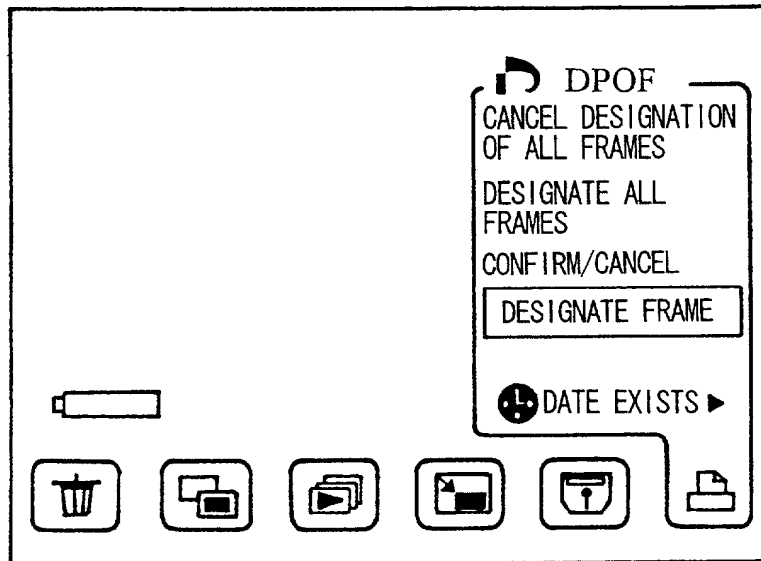 DPOF
CANCEL DESIGNATION
OF ALL FRAMES
DESIGNATE ALL
FRAMES
CONFIRM/CANCEL
DESIGNATE FRAME
DATE EXISTS